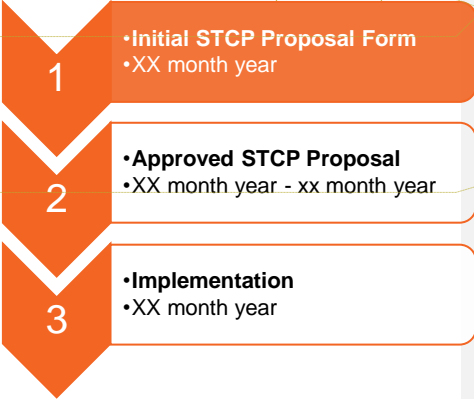 1
•Initial STCP Proposal Form
•XX month year
2
•Approved STCP Proposal
•XX month year - xx month year
3
•Implementation
•XX month year